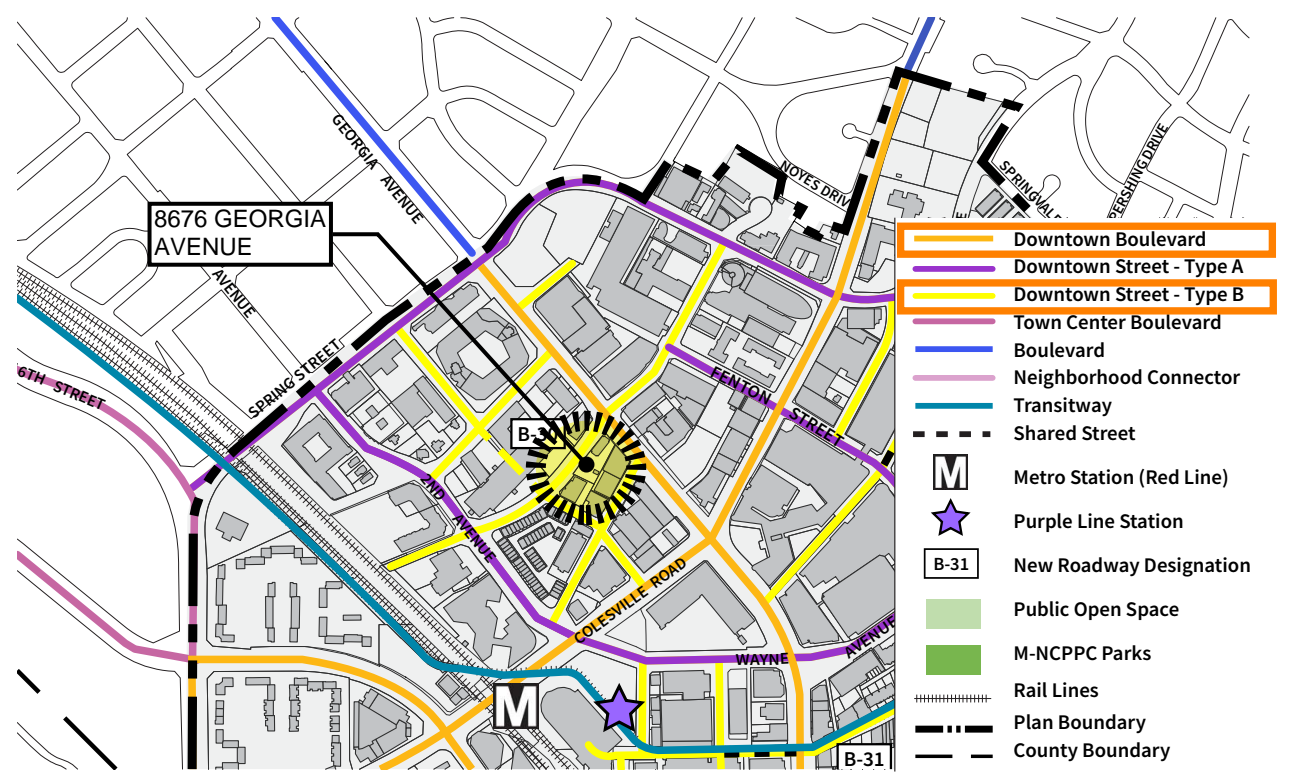 GEORGIA AVENUE
NOYES DRIV
PERSHING DRIVE
SPRINGVALE
8676 GEORGIA
AVENUE
AVENUE
SPRING STREET
6TH STREET
FENTON STREET
B-30
2ND AVENUE
COLESVILLE ROAD
WAYNE AVENUE
M
B-31
Downtown Boulevard
Downtown Street - Type A
Downtown Street - Type B
Town Center Boulevard
Boulevard
Neighborhood Connector
Transitway
Shared Street
M Metro Station (Red Line)
Purple Line Station
B-31 New Roadway Designation
Public Open Space
M-NCPPC Parks
Rail Lines
Plan Boundary
County Boundary